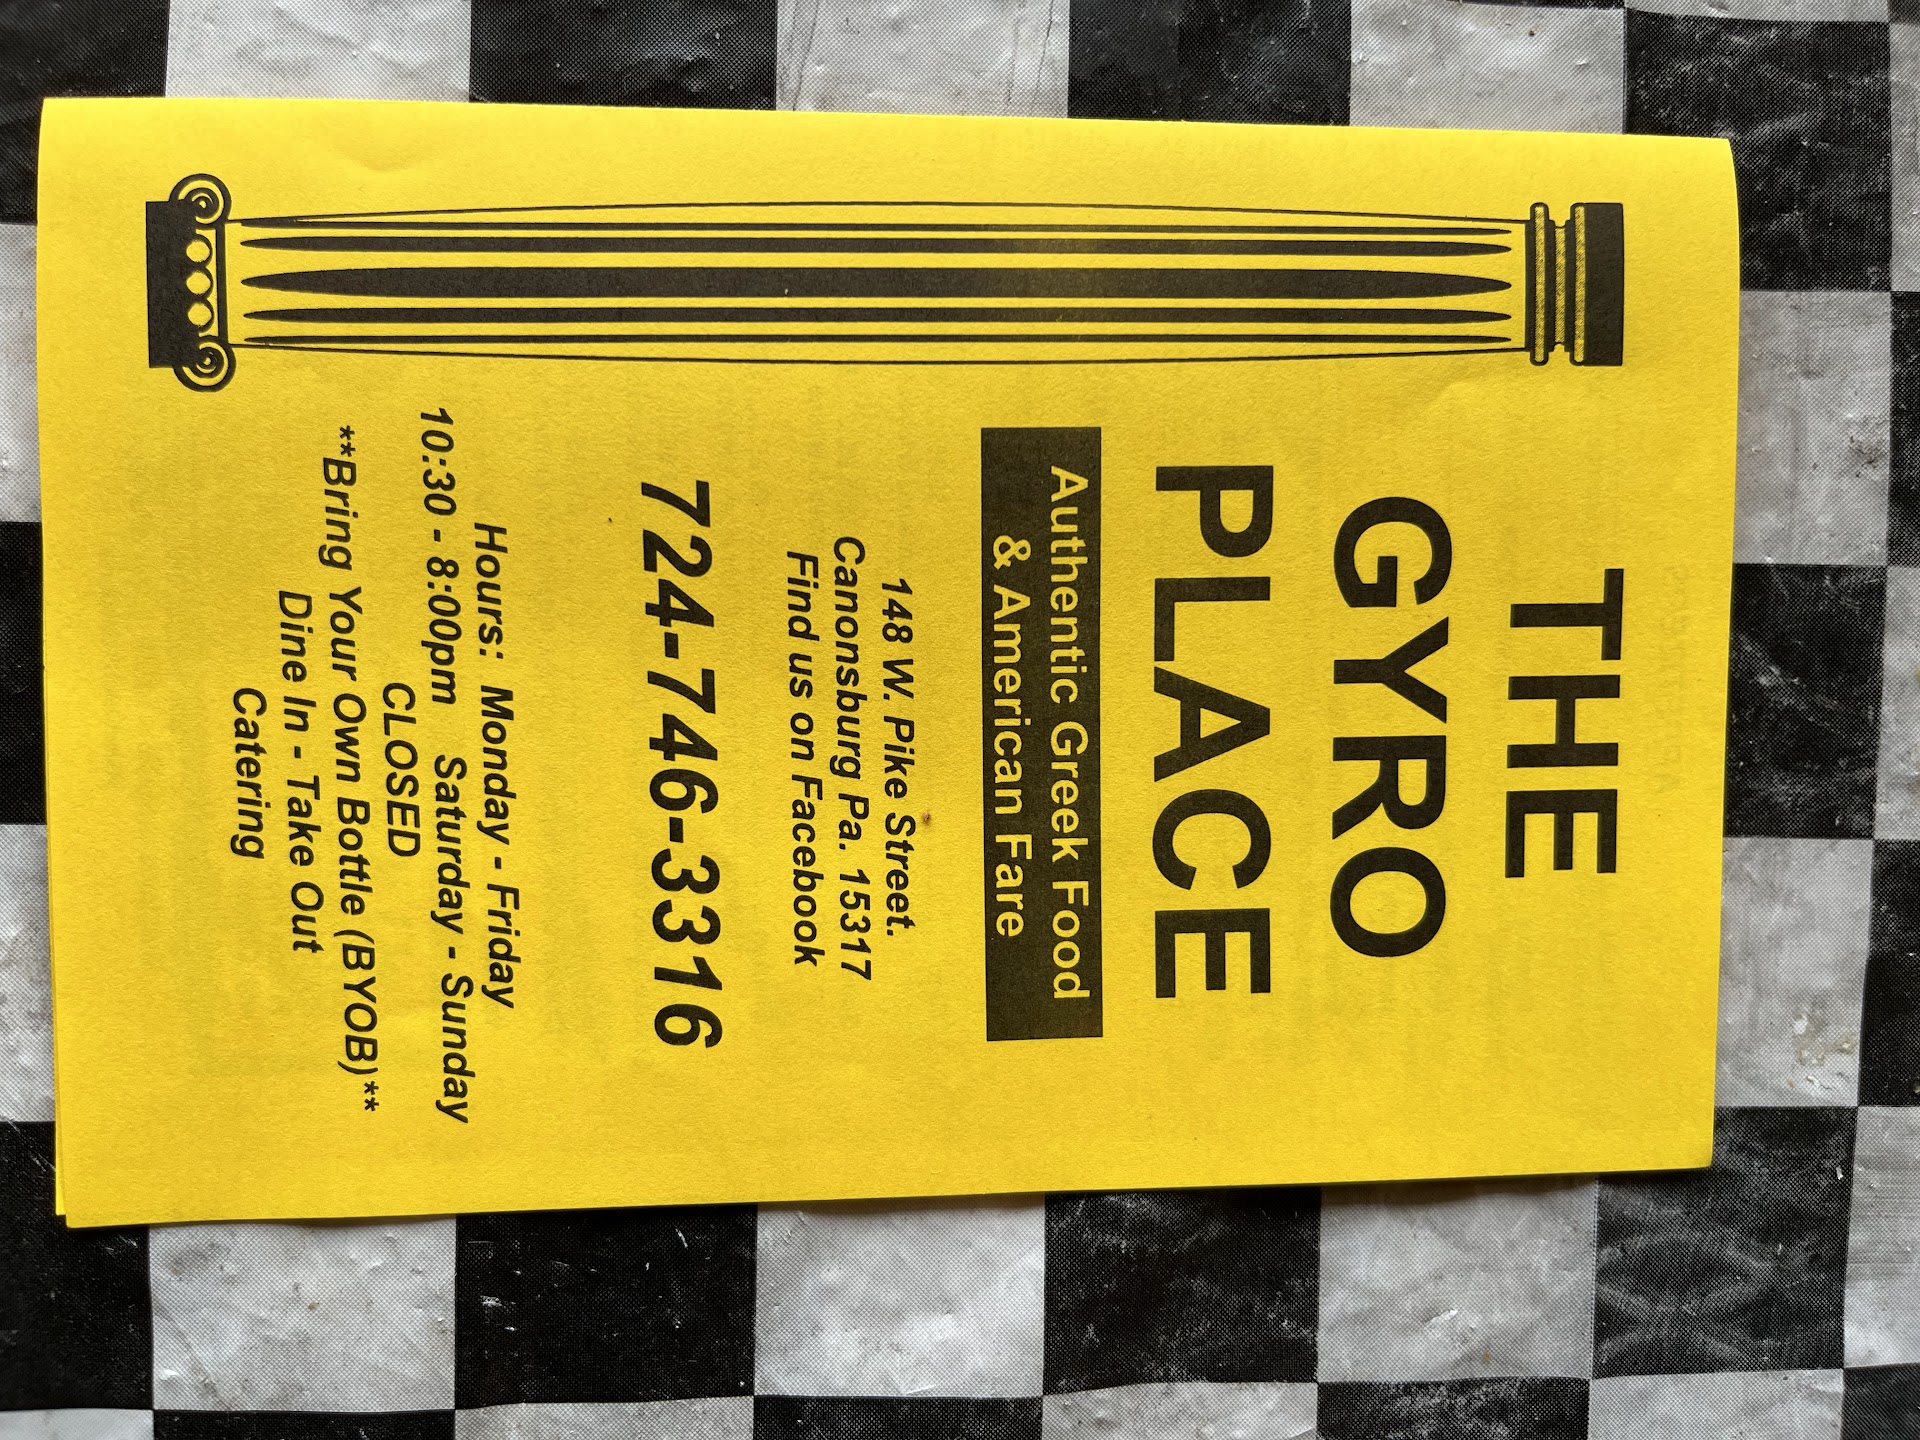 THE
GYRO
PLACE
Authentic Greek Food
& American Fare
148 W. Pike Street.
Canonsburg Pa. 15317
Find us on Facebook
724-746-3316
Hours: Monday - Friday
10:30 - 8:00pm Saturday - Sunday
CLOSED
**Bring Your Own Bottle (BYOB)**
Dine In - Take Out
Catering